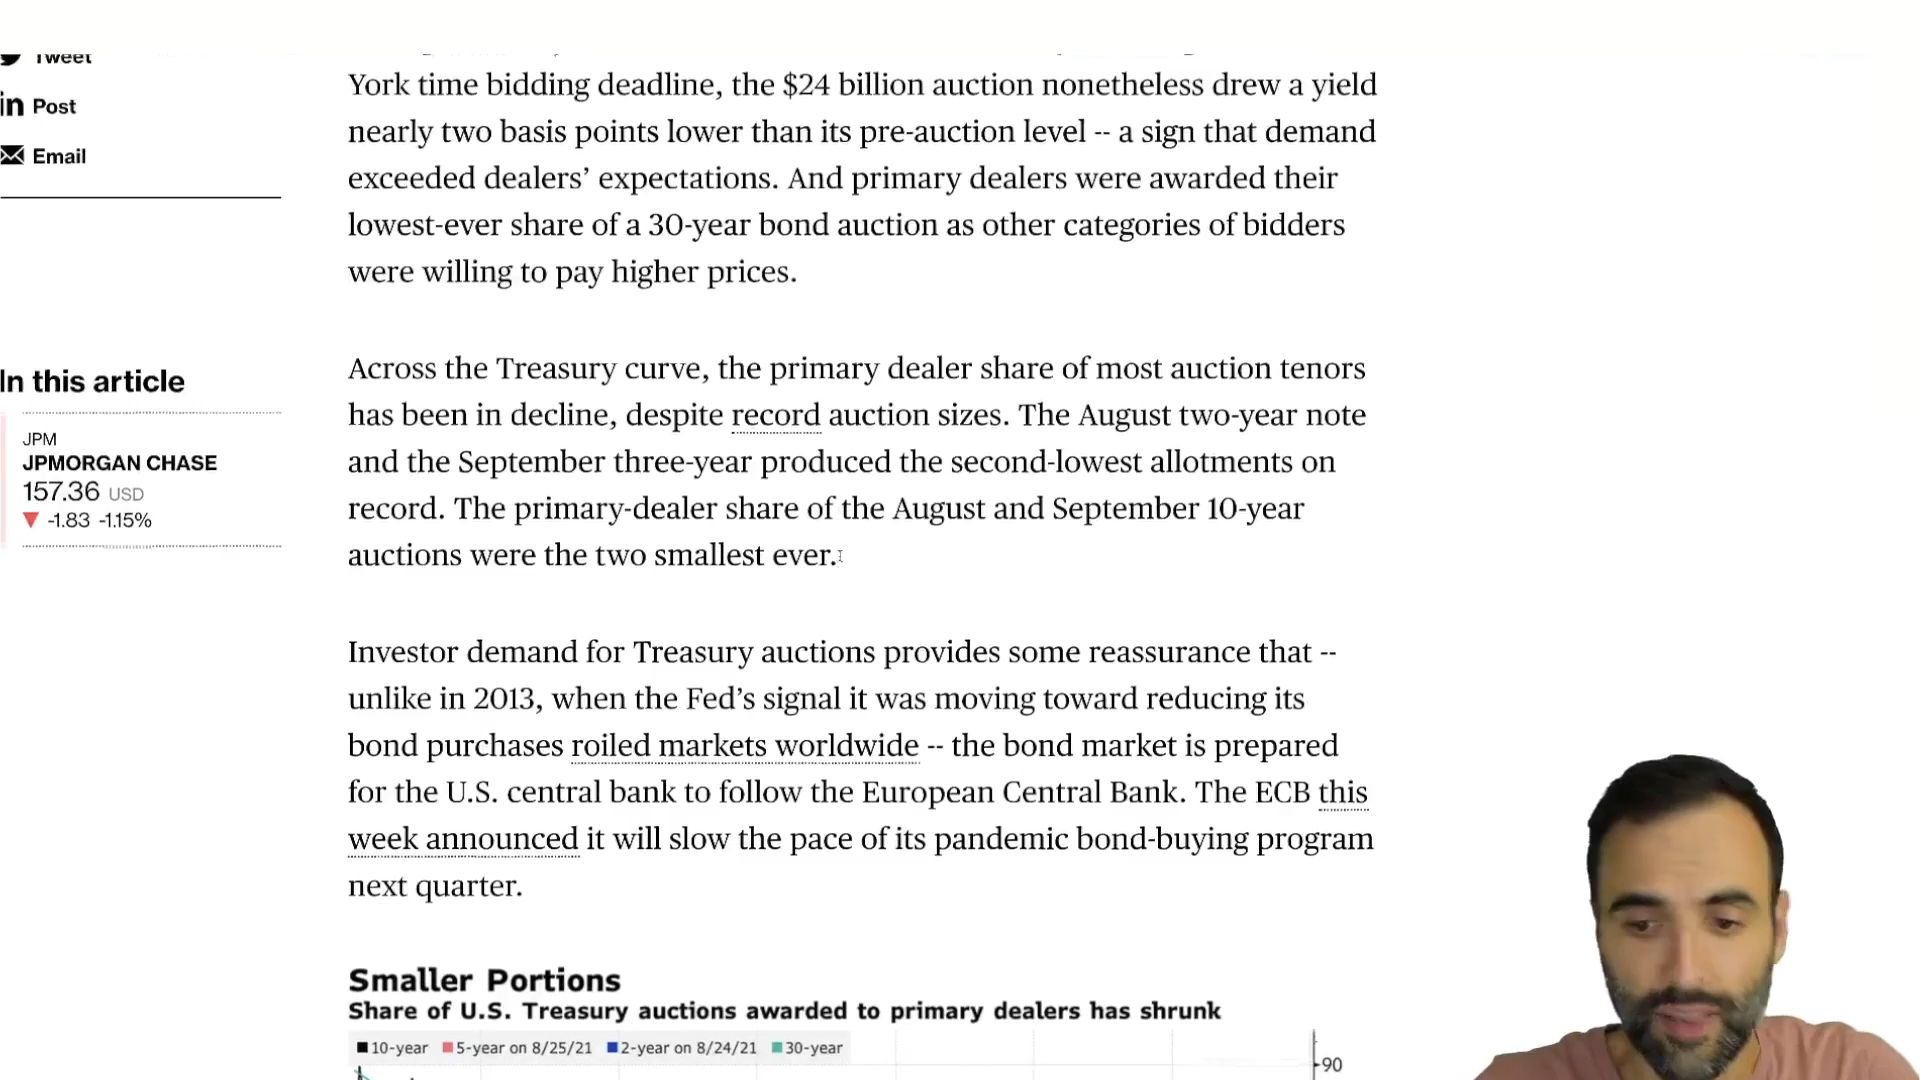 Tweet
in Post
Email
In this article
JPM
JPMORGAN CHASE
157.36 USD
▼ -1.83 -1.15%
York time bidding deadline, the $24 billion auction nonetheless drew a yield
nearly two basis points lower than its pre-auction level -- a sign that demand
exceeded dealers’ expectations. And primary dealers were awarded their
lowest-ever share of a 30-year bond auction as other categories of bidders
were willing to pay higher prices.
Across the Treasury curve, the primary dealer share of most auction tenors
has been in decline, despite record auction sizes. The August two-year note
and the September three-year produced the second-lowest allotments on
record. The primary-dealer share of the August and September 10-year
auctions were the two smallest ever.
Investor demand for Treasury auctions provides some reassurance that --
unlike in 2013, when the Fed’s signal it was moving toward reducing its
bond purchases roiled markets worldwide -- the bond market is prepared
for the U.S. central bank to follow the European Central Bank. The ECB this
week announced it will slow the pace of its pandemic bond-buying program
next quarter.
Smaller Portions
Share of U.S. Treasury auctions awarded to primary dealers has shrunk
10-year 5-year on 8/25/21 2-year on 8/24/21 30-year
90